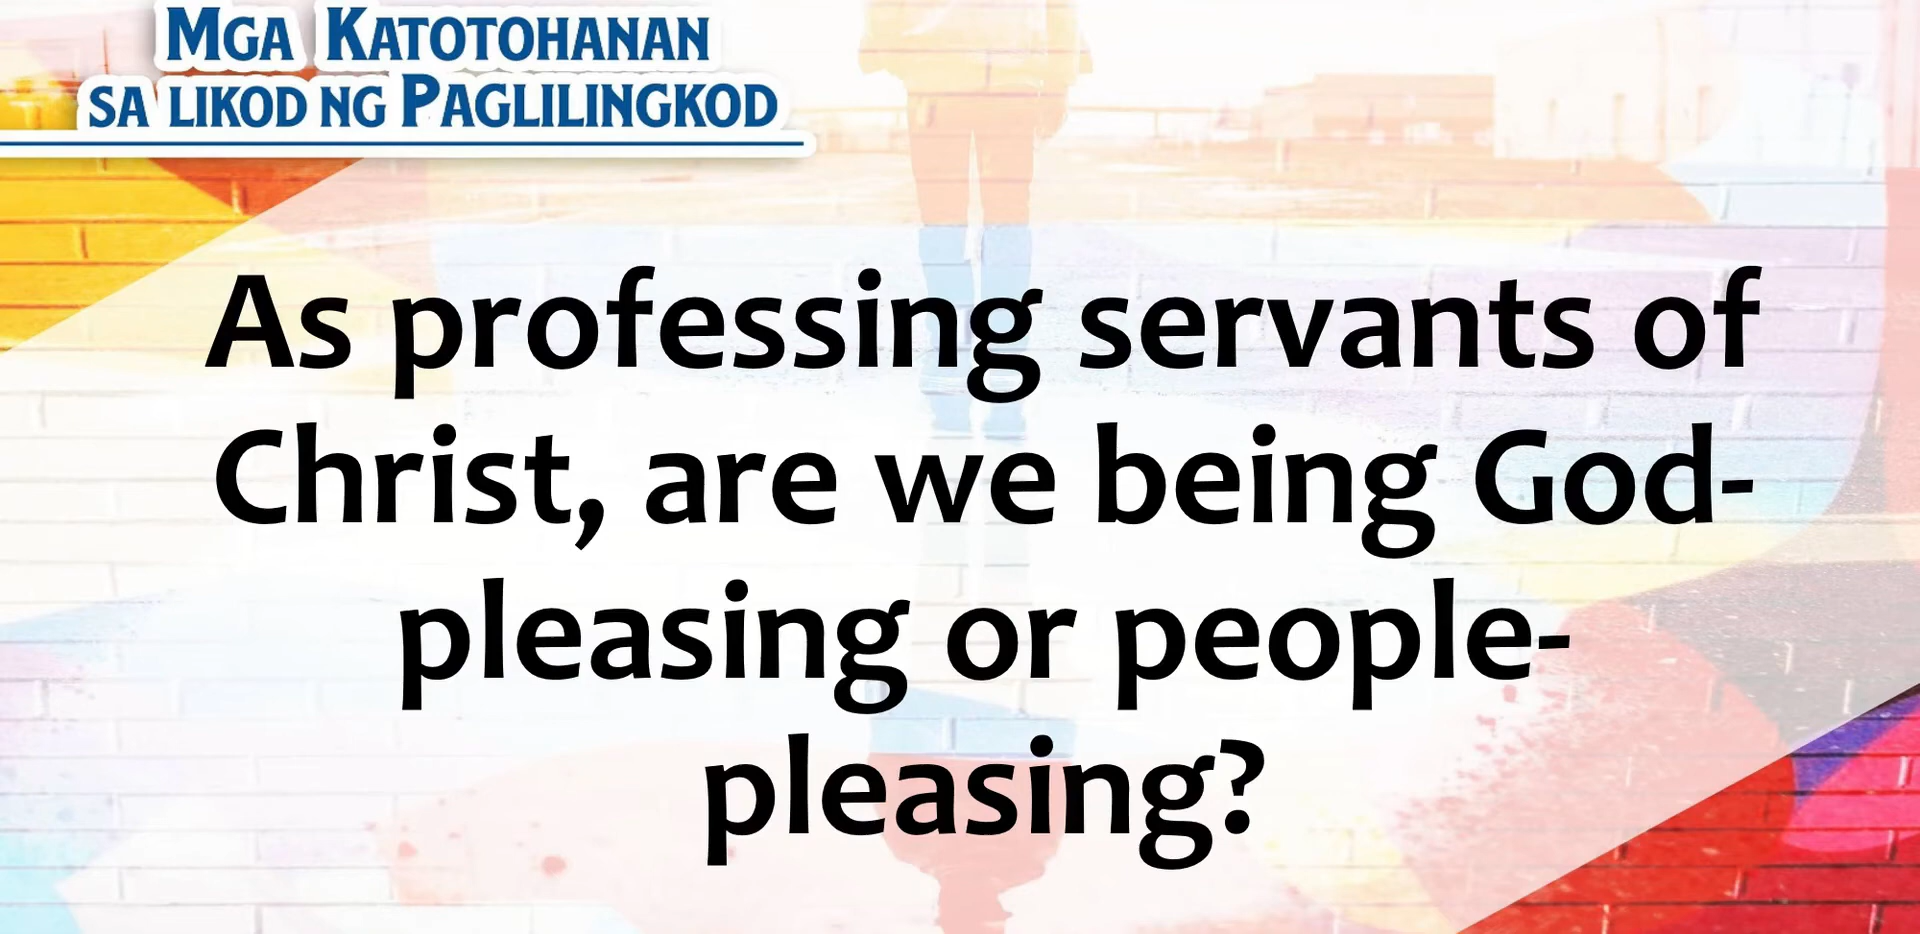 Mga Katotohanan
sa likod ng Paglilingkod
As professing servants of
Christ, are we being God-
pleasing or people-
pleasing?